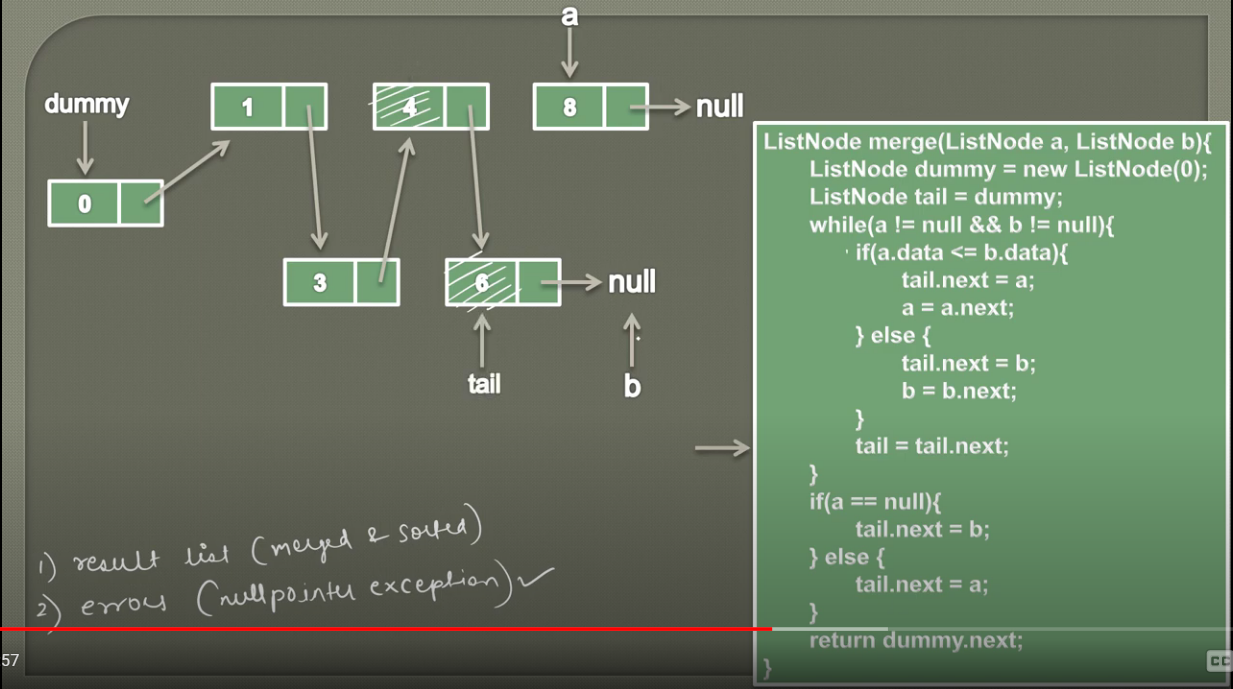 a
dummy
1
4
8
null
0
3
6
null
tail
b
ListNode merge(ListNode a, ListNode b){
ListNode dummy = new ListNode(0);
ListNode tail = dummy;
while(a != null && b != null){
if(a.data <= b.data){
tail.next = a;
a = a.next;
} else {
tail.next = b;
b = b.next;
}
tail = tail.next;
}
if(a == null){
tail.next = b;
} else {
tail.next = a;
}
return dummy.next;
}
1) result list (merged & sorted)
2) errors (nullpointer exception) ✓
57
CC